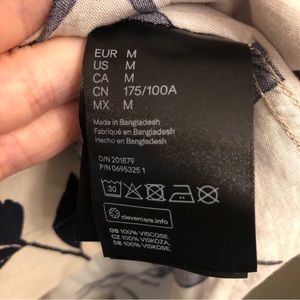 EUR M
US M
CA M
CN 175/100A
MX M
Made in Bangladesh
Fabriqué en Bangladesh
Hecho en Bangladesh
O/N 201879
P/N 0695325 1
30
clevercare.info
GB 100% VISCOSE.
CZ 100% VISKÓZA.
DE 100% VISKOSE.